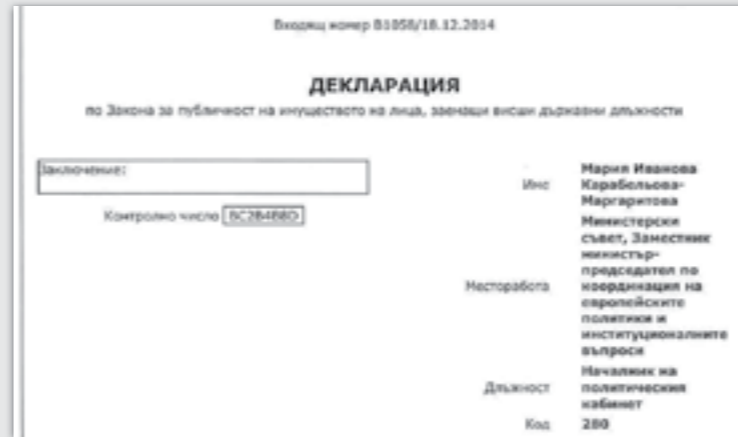 Входящ номер В1058/18.12.2014
ДЕКЛАРАЦИЯ
по Закона за публичност на имуществото на лица, заемащи висши държавни длъжности
Заключение:
Контролно число BC2B4B8D
Име
Мария Иванова
Карабельова-
Маргаритова
Месторабота
Министерски
съвет, Заместник
министър-
председател по
координация на
европейските
политики и
институционалните
въпроси
Длъжност
Началник на
политическия
кабинет
Код
280